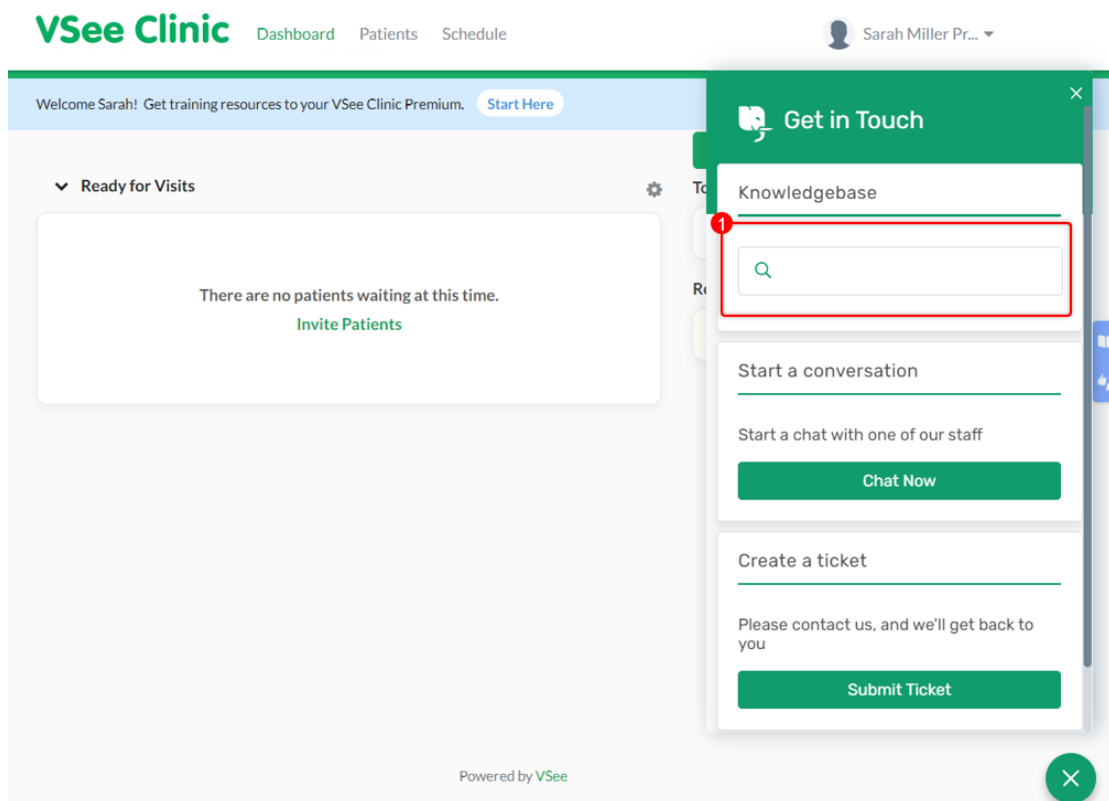 VSee Clinic Dashboard Patients Schedule Sarah Miller Pr...
Welcome Sarah! Get training resources to your VSee Clinic Premium. Start Here
Ready for Visits
There are no patients waiting at this time.
Invite Patients
To
Re
Get in Touch
Knowledgebase
1
Start a conversation
Start a chat with one of our staff
Chat Now
Create a ticket
Please contact us, and we'll get back to
you
Submit Ticket
Powered by VSee